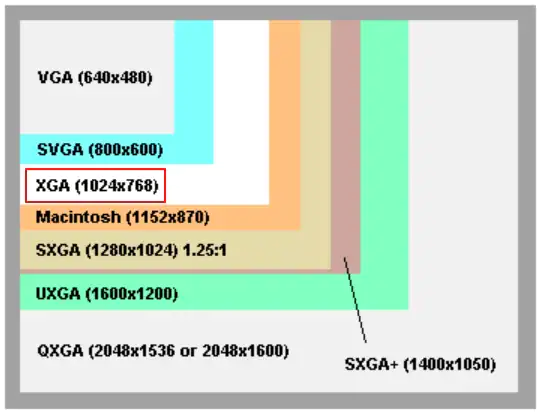 VGA (640x480)
SVGA (800x600)
XGA (1024x768)
Macintosh (1152x870)
SXGA (1280x1024) 1.25:1
UXGA (1600x1200)
QXGA (2048x1536 or 2048x1600)
SXGA+ (1400x1050)